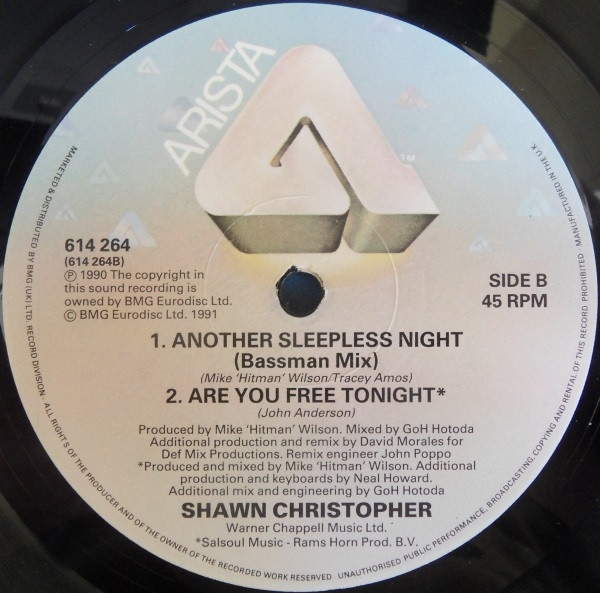 ARISTA
TM
614 264
(614 264B)
Ⓟ 1990 The copyright in
this sound recording is
owned by BMG Eurodisc Ltd.
© BMG Eurodisc Ltd. 1991
SIDE B
45 RPM
1. ANOTHER SLEEPLESS NIGHT
(Bassman Mix)
(Mike 'Hitman' Wilson/Tracey Amos)
2. ARE YOU FREE TONIGHT*
(John Anderson)
Produced by Mike 'Hitman' Wilson. Mixed by GoH Hotoda
Additional production and remix by David Morales for
Def Mix Productions. Remix engineer John Poppo
*Produced and mixed by Mike 'Hitman' Wilson. Additional
production and keyboards by Neal Howard.
Additional mix and engineering by GoH Hotoda
SHAWN CHRISTOPHER
Warner Chappell Music Ltd.
*Salsoul Music - Rams Horn Prod. B.V.
MARKETED & DISTRIBUTED BY BMG (UK) LTD. RECORD DIVISION · ALL RIGHTS OF THE PRODUCER AND OF THE OWNER OF THE RECORDED WORK RESERVED · UNAUTHORISED PUBLIC PERFORMANCE, BROADCASTING, COPYING AND RENTAL OF THIS RECORD PROHIBITED · MANUFACTURED IN THE U.K.